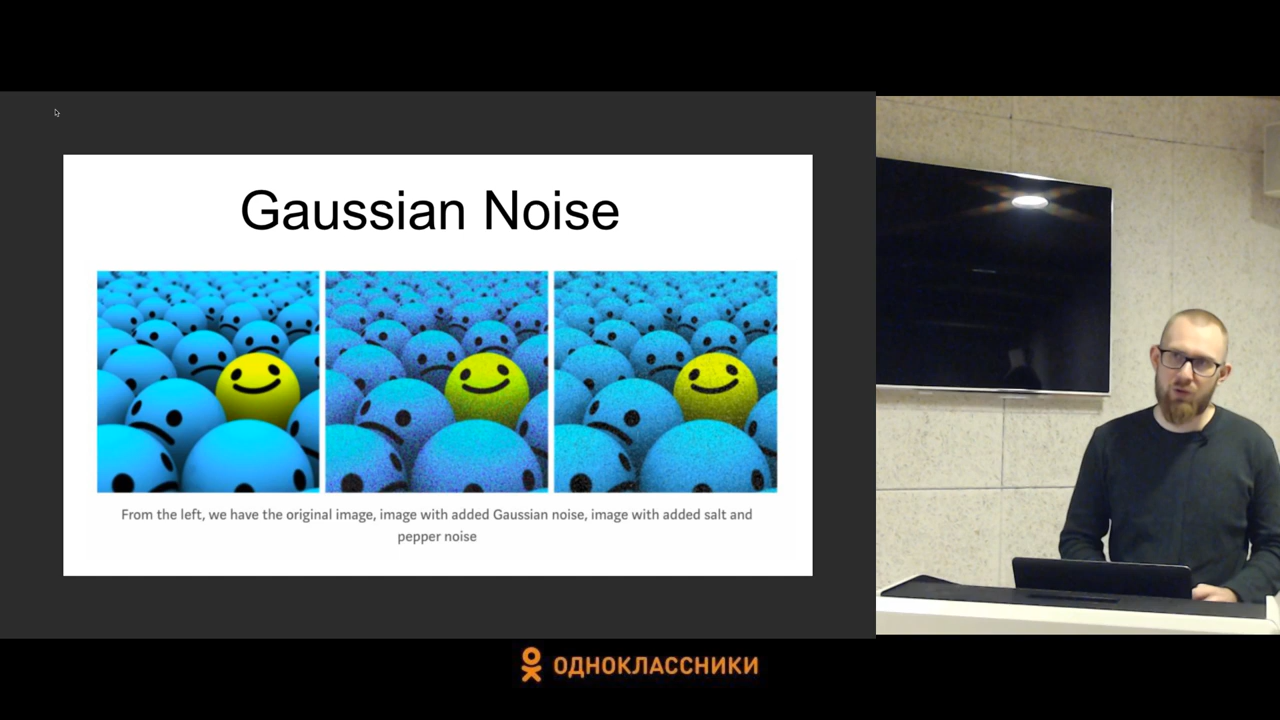 Gaussian Noise
From the left, we have the original image, image with added Gaussian noise, image with added salt and
pepper noise
ОДНОКЛАССНИКИ